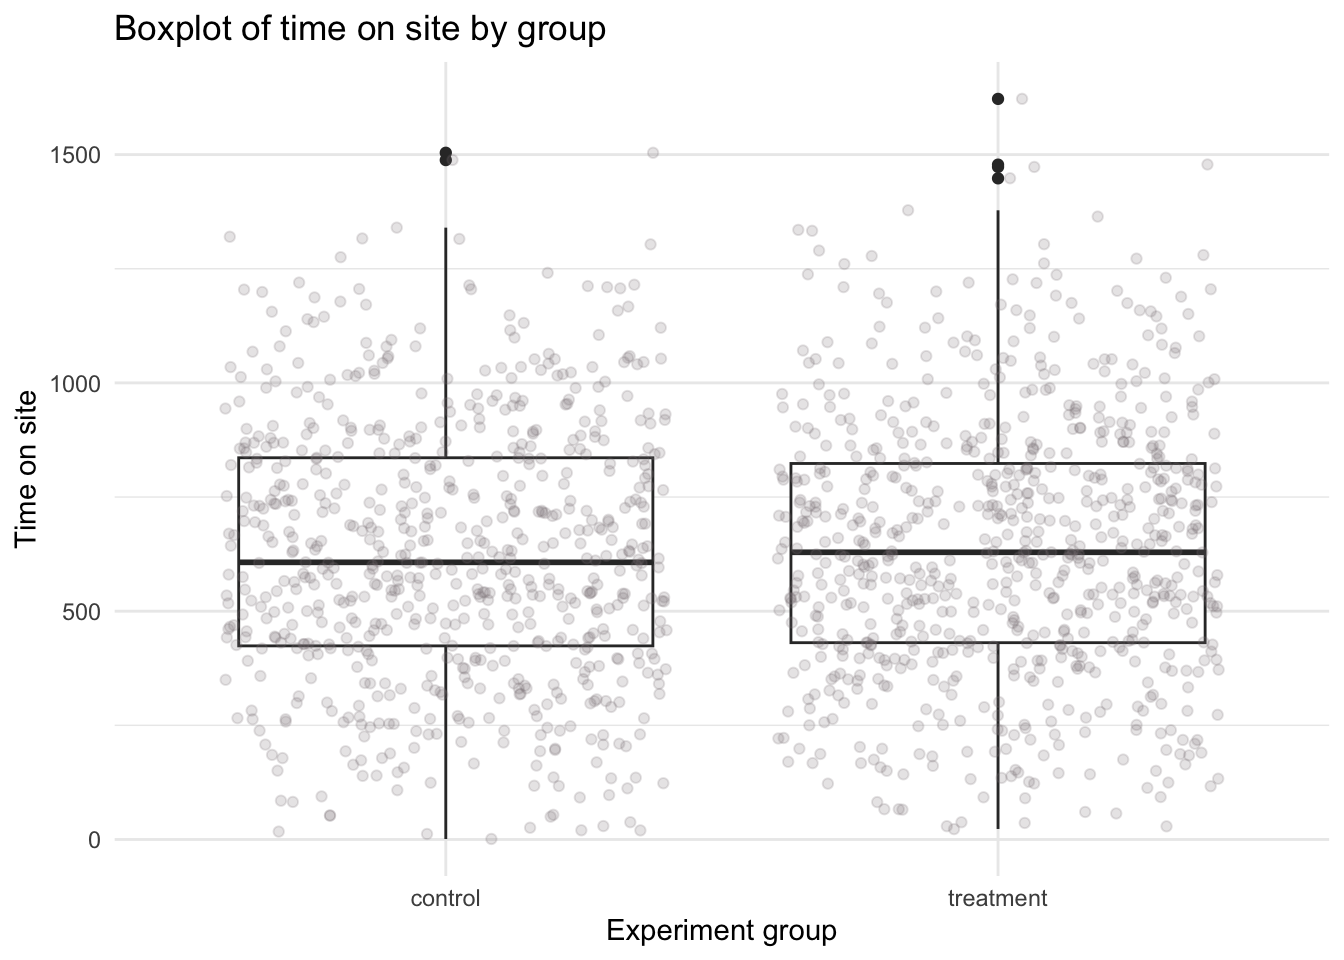 Boxplot of time on site by group
Time on site
1500
1000
500
0
control
treatment
Experiment group